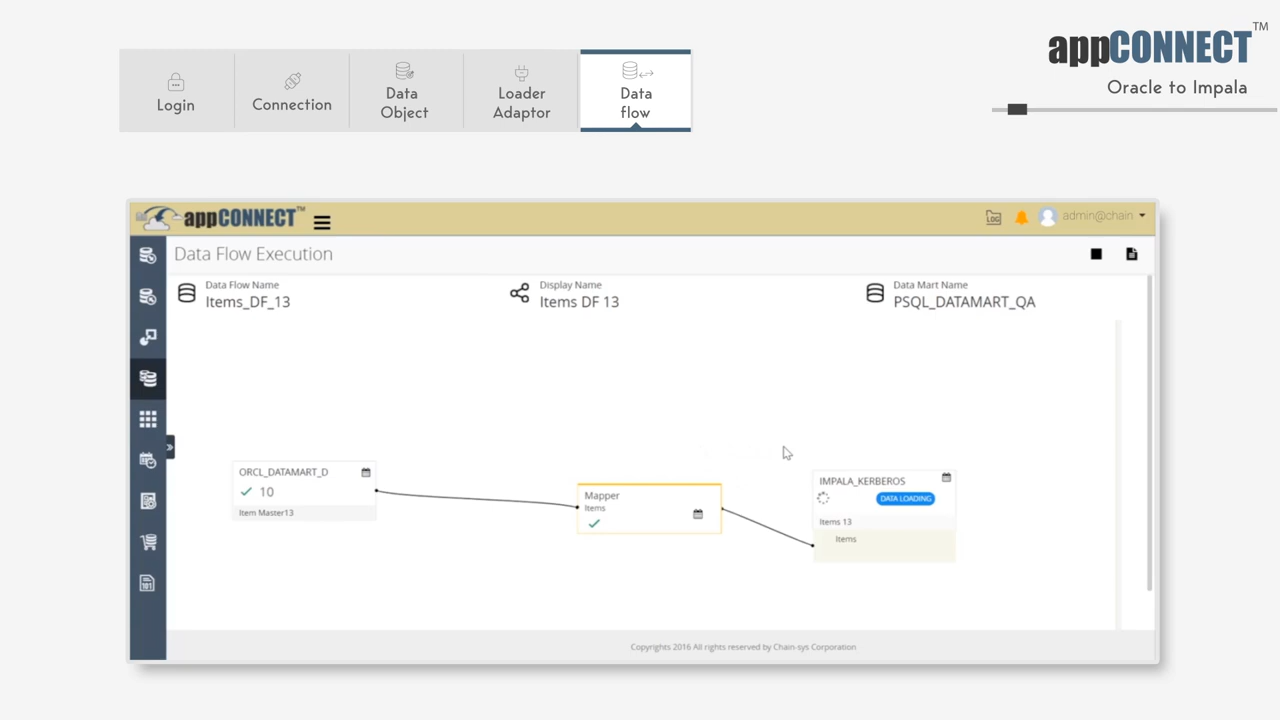 appCONNECT™
Oracle to Impala
Login
Connection
Data
Object
Loader
Adaptor
Data
flow
appCONNECT™
LOG
admin@chain
Data Flow Execution
Data Flow Name
Items_DF_13
Display Name
Items DF 13
Data Mart Name
PSQL_DATAMART_QA
ORCL_DATAMART_D
10
Item Master13
Mapper
Items
IMPALA_KERBEROS
DATA LOADING
Items 13
Items
101
Copyrights 2016 All rights reserved by Chain-sys Corporation